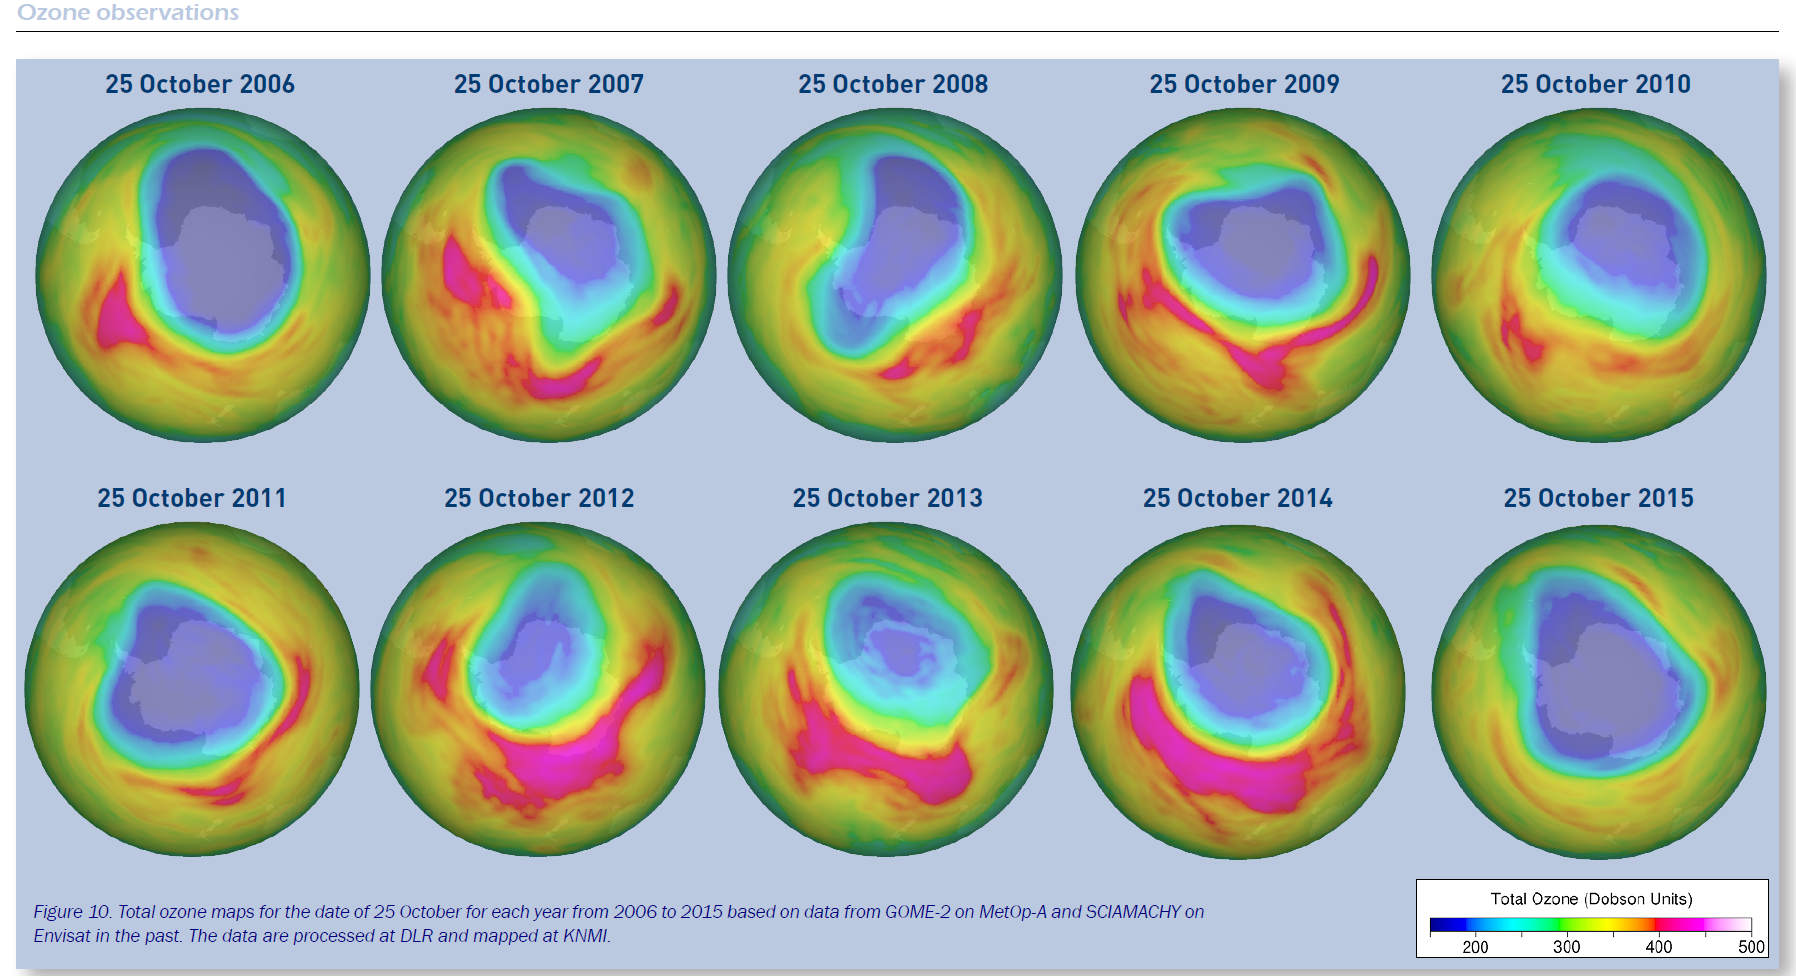 Ozone observations
25 October 2006
25 October 2007
25 October 2008
25 October 2009
25 October 2010
25 October 2011
25 October 2012
25 October 2013
25 October 2014
25 October 2015
Figure 10. Total ozone maps for the date of 25 October for each year from 2006 to 2015 based on data from GOME-2 on MetOp-A and SCIAMACHY on
Envisat in the past. The data are processed at DLR and mapped at KNMI.
Total Ozone (Dobson Units)
200 300 400 500